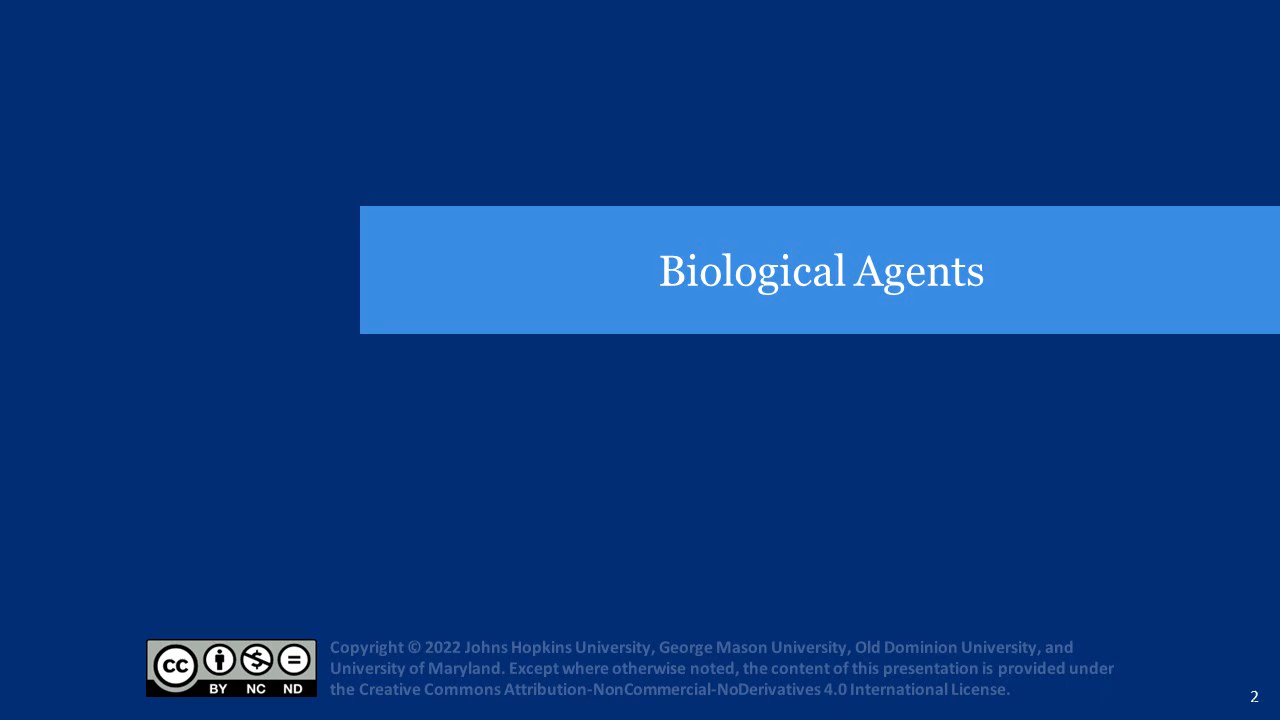 Biological Agents
Copyright © 2022 Johns Hopkins University, George Mason University, Old Dominion University, and
University of Maryland. Except where otherwise noted, the content of this presentation is provided under
the Creative Commons Attribution-NonCommercial-NoDerivatives 4.0 International License.
cc
BY NC ND
2